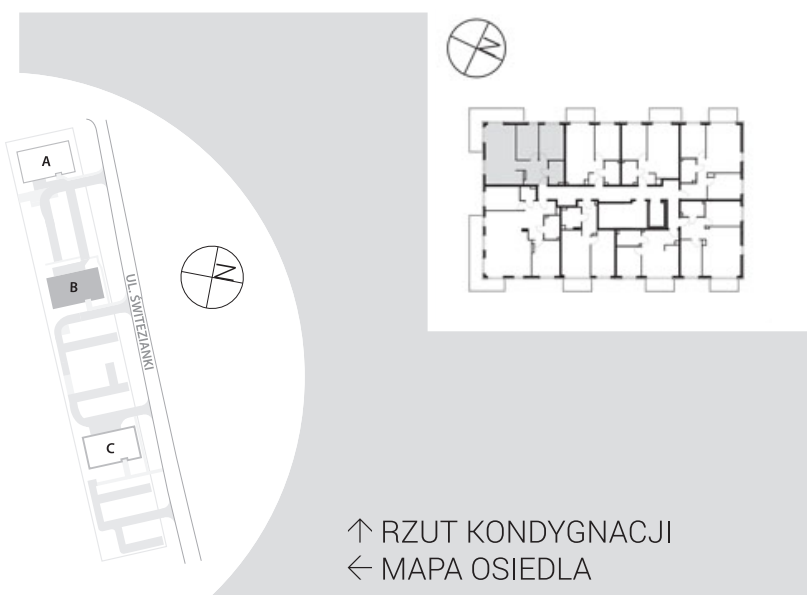 N
A
B
N
UL. ŚWITEZIANKI
C
↑ RZUT KONDYGNACJI
← MAPA OSIEDLA